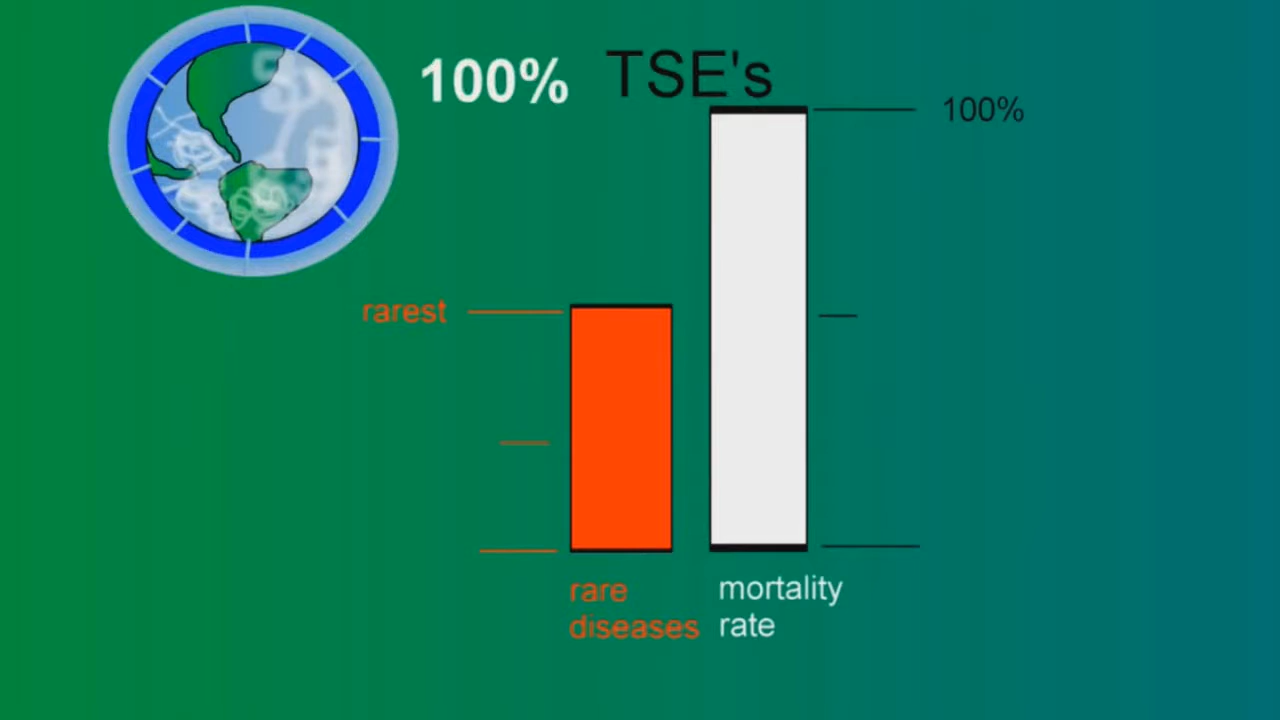 100% TSE's
100%
rarest
rare
diseases
mortality
rate